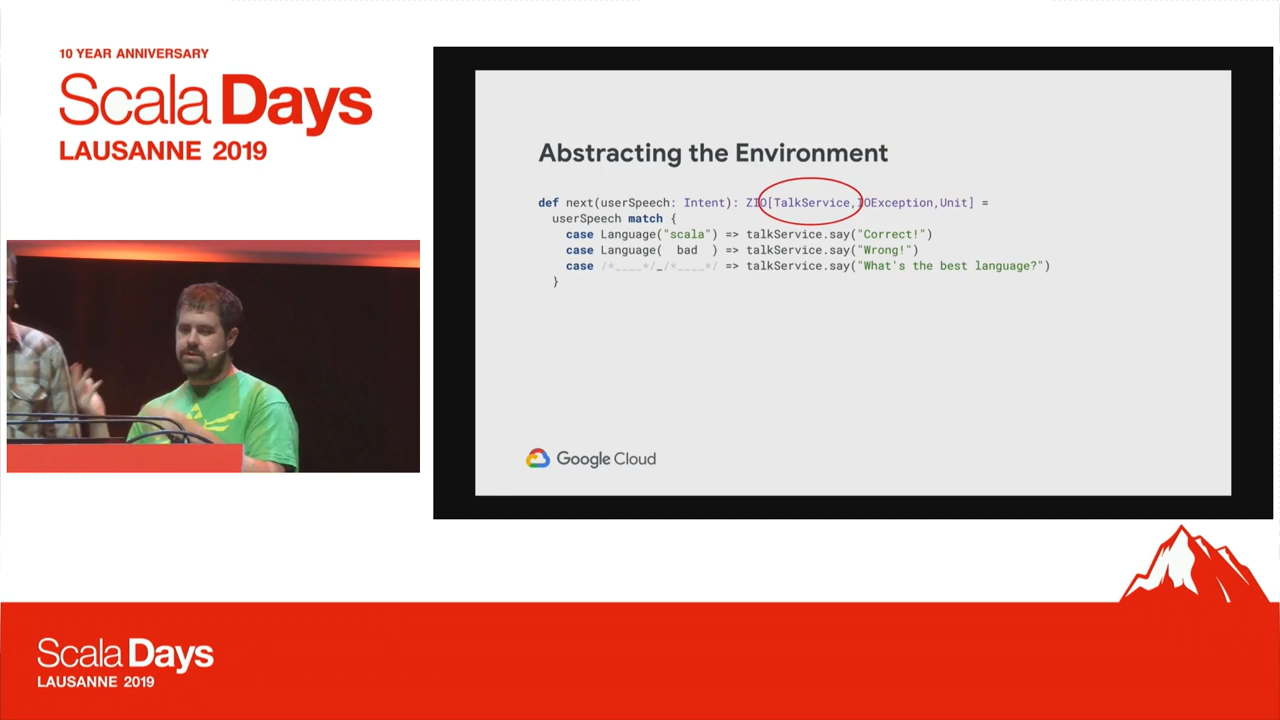 10 YEAR ANNIVERSARY
Scala Days
LAUSANNE 2019
Abstracting the Environment
def next(userSpeech: Intent): ZIO[TalkService,IOException,Unit] =
userSpeech match {
case Language("scala") => talkService.say("Correct!")
case Language(  bad  ) => talkService.say("Wrong!")
case /*____*/_/*____*/ => talkService.say("What's the best language?")
}
Google Cloud
Scala Days
LAUSANNE 2019